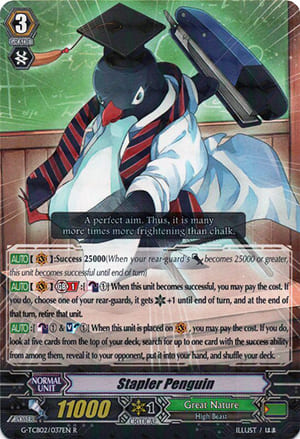 3
GRADE
A perfect aim. Thus, it is many
more times more frightening than chalk.
AUTO :Success 25000(When your rear-guard's becomes 25000 or greater,
this unit becomes successful until end of turn)
AUTO GB 1 : 1 When this unit becomes successful, you may pay the cost. If
you do, choose one of your rear-guards, it gets +1 until end of turn, and at the end of
that turn, retire that unit.
AUTO : 1 & 1 When this unit is placed on , you may pay the cost. If you do,
look at five cards from the top of your deck, search for up to one card with the success
ability from among them, reveal it to your opponent, put it into your hand, and shuffle your deck.
NORMAL
UNIT
Stapler Penguin
POWER
11000
1
CRITICAL
Great Nature
High Beast
G-TCB02/037EN R
ILLUST /